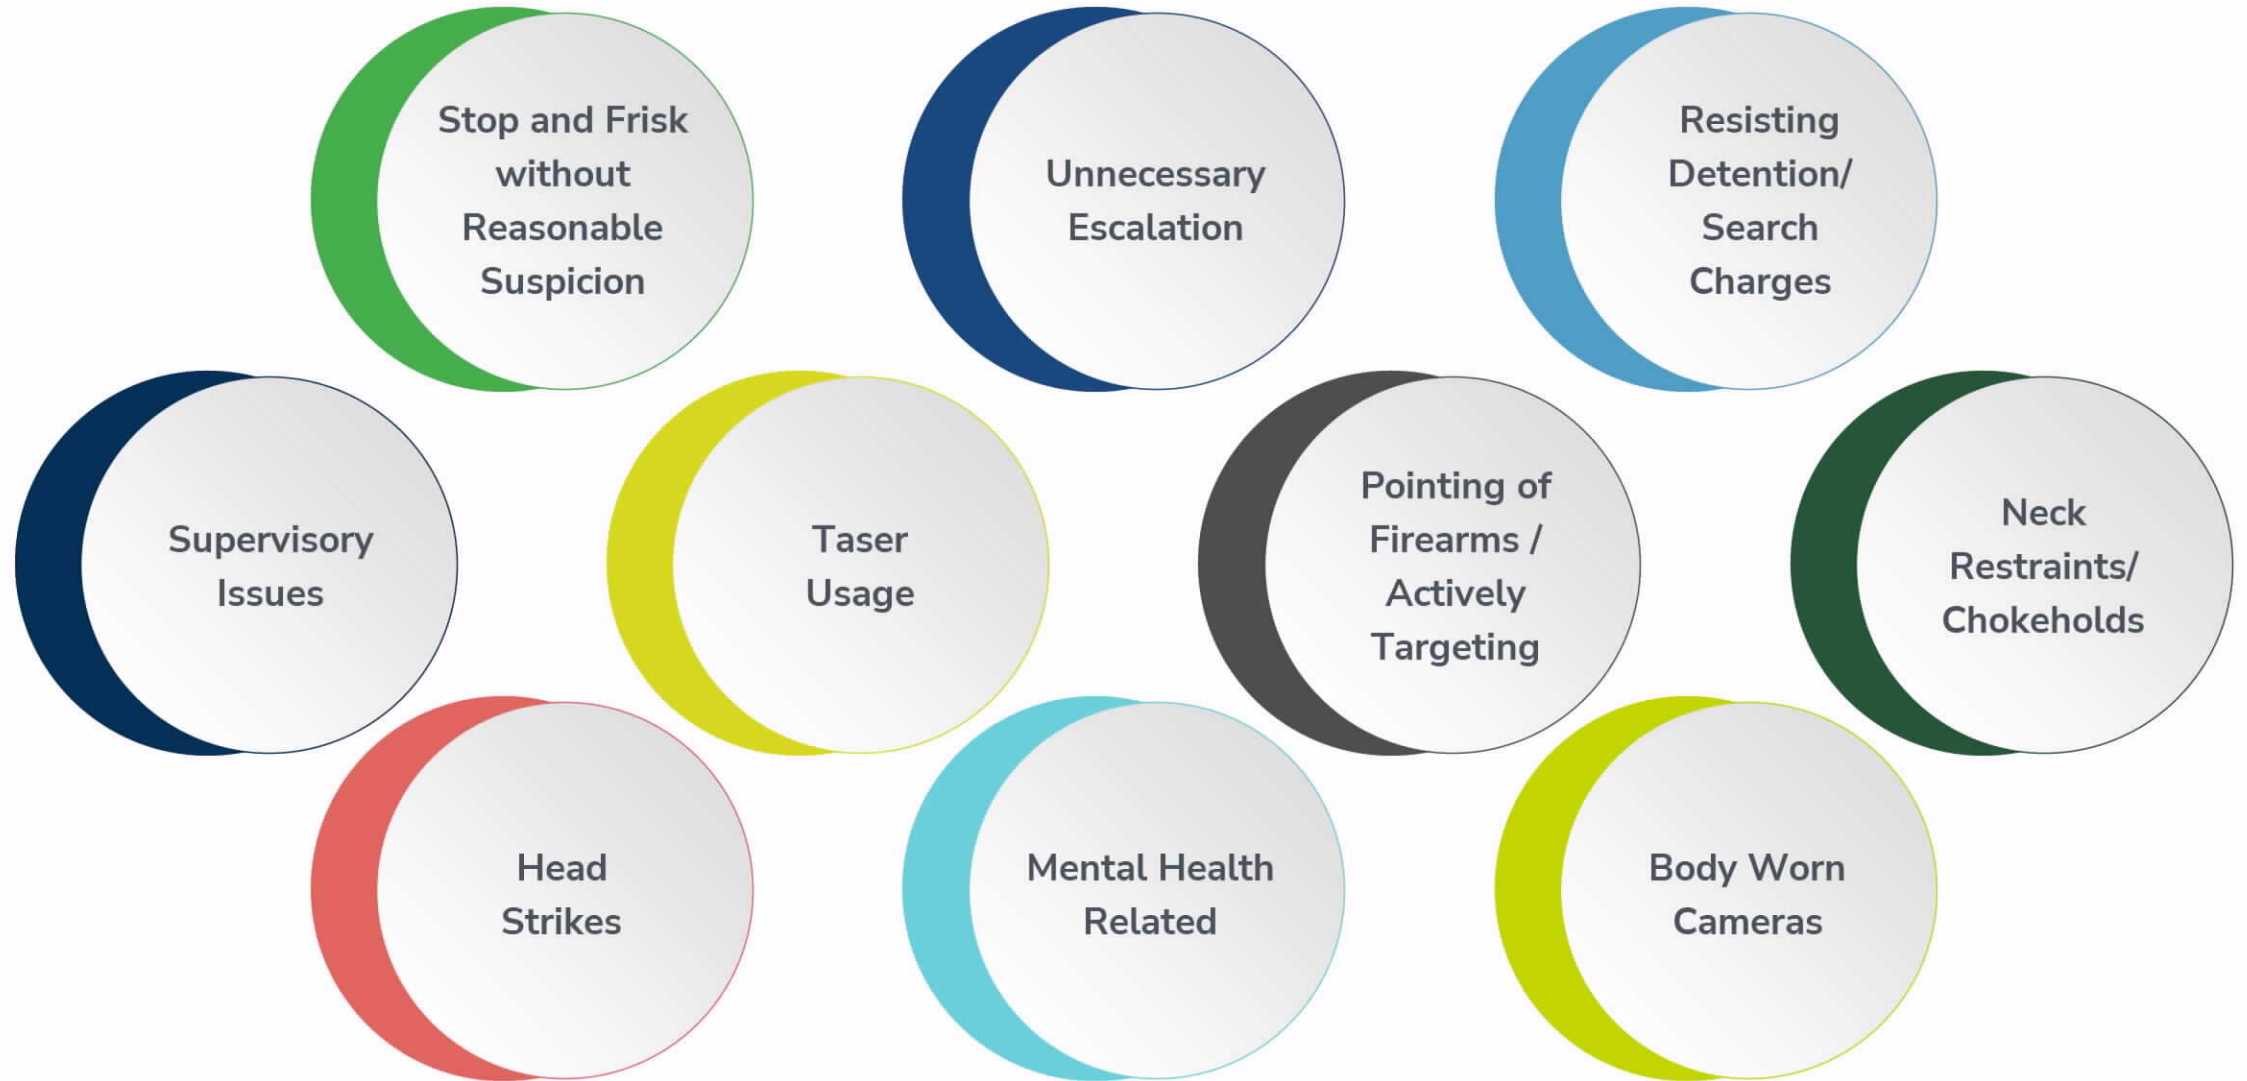 Stop and Frisk
without
Reasonable
Suspicion
Unnecessary
Escalation
Resisting
Detention/
Search
Charges
Supervisory
Issues
Taser
Usage
Pointing of
Firearms /
Actively
Targeting
Neck
Restraints/
Chokeholds
Head
Strikes
Mental Health
Related
Body Worn
Cameras